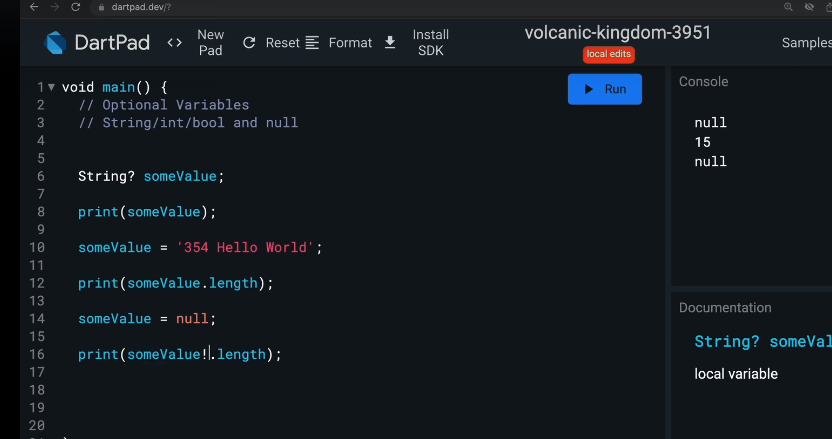 dartpad.dev/?
DartPad <> New Pad Reset Format Install SDK volcanic-kingdom-3951 local edits Samples
Run
Console
1 void main() {
2 // Optional Variables
3 // String/int/bool and null
4
5
6 String? someValue;
7
8 print(someValue);
9
10 someValue = '354 Hello World';
11
12 print(someValue.length);
13
14 someValue = null;
15
16 print(someValue!.length);
17
18
19
20
null
15
null
Documentation
String? someVal
local variable